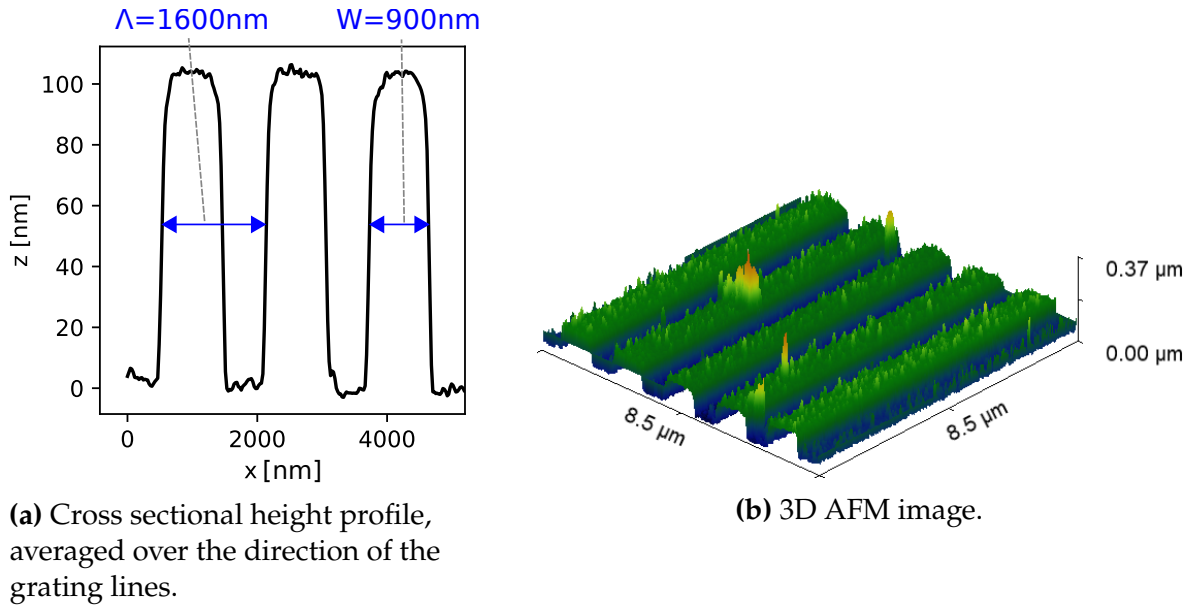 Λ=1600nm
W=900nm
100
80
60
40
20
0
z [nm]
0
2000
4000
x [nm]
(a) Cross sectional height profile,
averaged over the direction of the
grating lines.
0.37 µm
0.00 µm
8.5 µm
8.5 µm
(b) 3D AFM image.